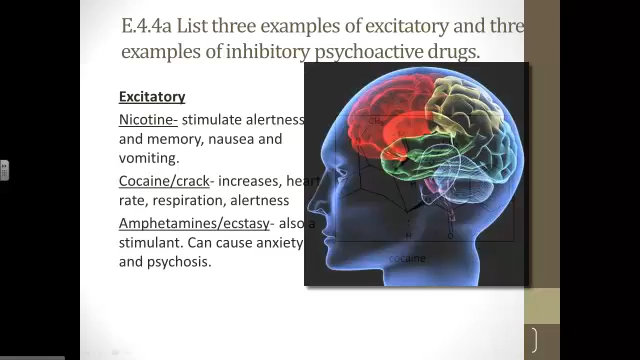 E.4.4a List three examples of excitatory and thre
examples of inhibitory psychoactive drugs.
Excitatory
Nicotine- stimulate alertness
and memory, nausea and
vomiting.
Cocaine/crack- increases, heart
rate, respiration, alertness
Amphetamines/ecstasy- also a
stimulant. Can cause anxiety
and psychosis.
H
O
cocaine